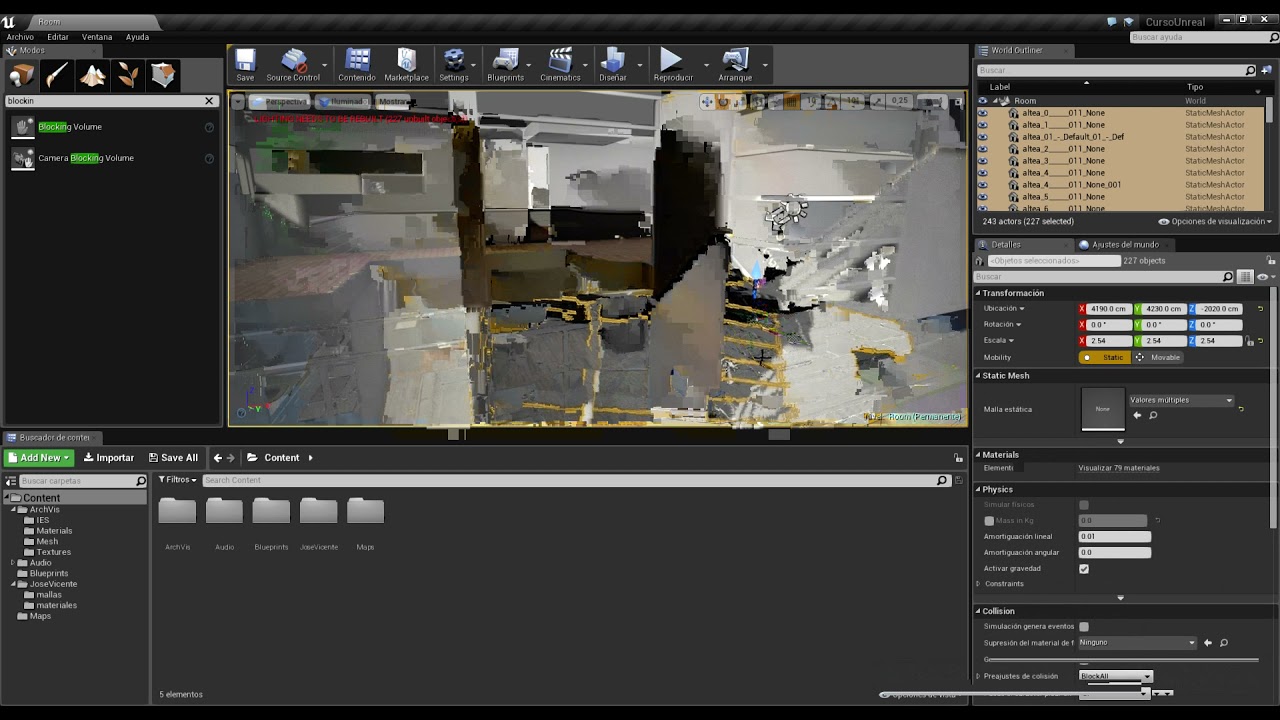 Room
CursoUnreal
Archivo Editar Ventana Ayuda
Buscar ayuda
Modes
blockin
Blocking Volume
Camera Blocking Volume
Save
Source Control
Contenido
Marketplace
Settings
Blueprints
Cinematics
Diseñar
Reproducir
Arranque
Perspectiva
Iluminad
Mostrar
0,25
Room (Permanente)
World Outliner
Buscar
Label Tipo
Room World
altea_0_____011_None StaticMeshActor
altea_1_____011_None StaticMeshActor
altea_01_-_Default_01_-_Def StaticMeshActor
altea_2_____011_None StaticMeshActor
altea_3_____011_None StaticMeshActor
altea_4_____011_None StaticMeshActor
altea_4_____011_None_001 StaticMeshActor
altea_5_____011_None StaticMeshActor
altea_6_____011_None StaticMeshActor
243 actors (227 selected) Opciones de visualización
Detalles Ajustes del mundo
<Objetos seleccionados> 227 objects
Buscar
Transformación
Ubicación X 4190.0 cm Y 4230.0 cm Z -2020.0 cm
Rotación X 0.0 ° Y 0.0 ° Z 0.0 °
Escala X 2.54 Y 2.54 Z 2.54
Mobility Static Movable
Static Mesh
Malla estática None Valores múltiples
Materials
Elementi Visualizar 79 materiales
Physics
Simular físicos
Mass in Kg 0.0
Amortiguación lineal 0.01
Amortiguación angular 0.0
Activar gravedad
Constraints
Collision
Simulación genera eventos
Supresión del material de f Ninguno
Preajustes de colisión BlockAll
Buscador de conter
Add New Importar Save All Content
Buscar carpetas
Filtros Search Content
Content
ArchVis
IES
Materials
Mesh
Textures
Audio
Blueprints
JoseVicente
mallas
materiales
Maps
ArchVis Audio Blueprints JoseVicente Maps
5 elementos